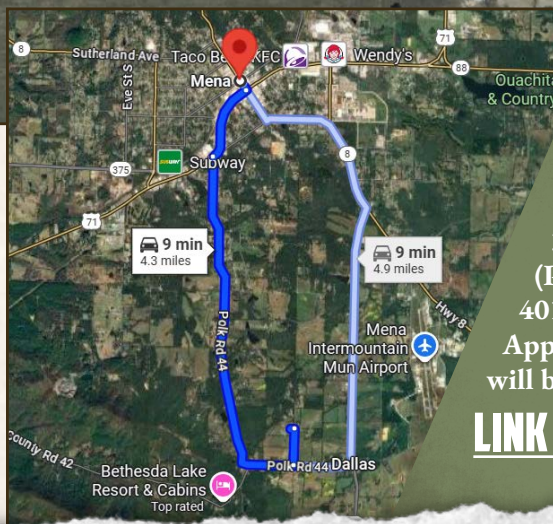 71
8
Sutherland Ave
Taco Be
KFC
Wendy's
88
Mena
Eve St S
Ouachita
& Country
8
375
Subway
71
9 min
4.3 miles
9 min
4.9 miles
Hwy 8
Polk Rd 44
Mena
Intermountain
Mun Airport
County Rd 42
Bethesda Lake
Resort & Cabins
Top rated
Polk Rd 44
Dallas
(P
40
App
will b
LINK